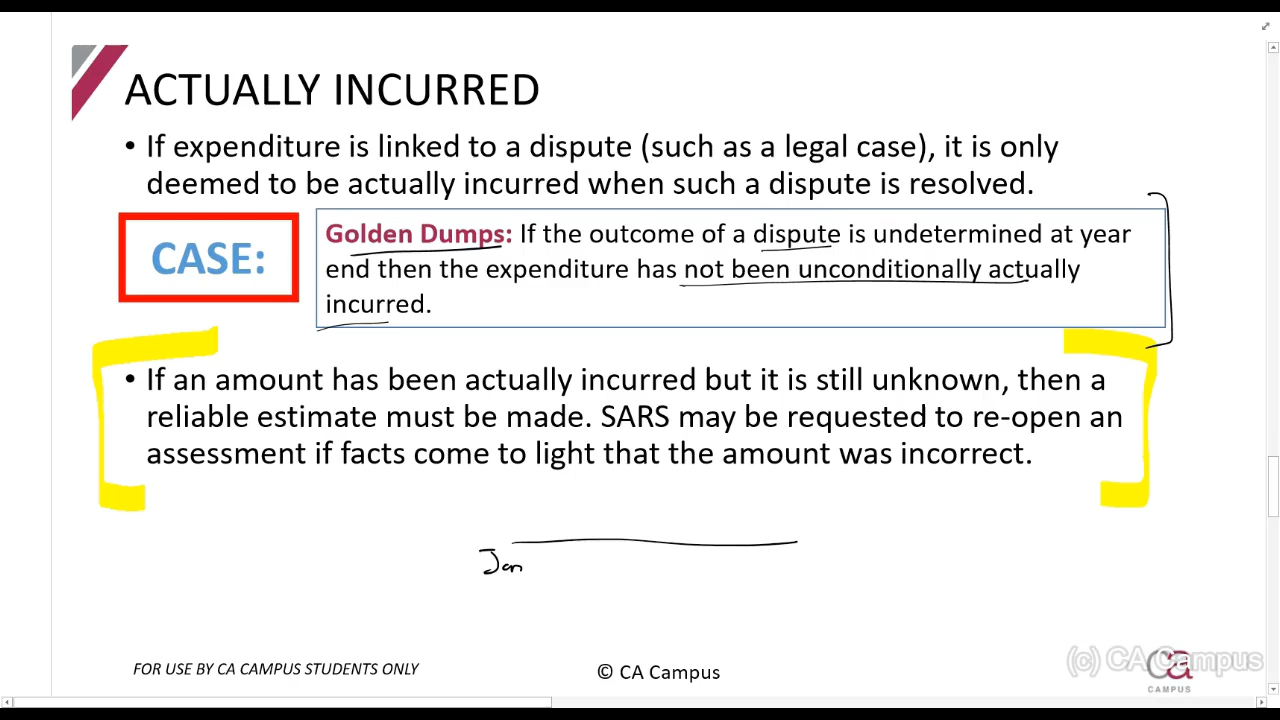 ACTUALLY INCURRED
• If expenditure is linked to a dispute (such as a legal case), it is only
deemed to be actually incurred when such a dispute is resolved.
CASE:
Golden Dumps: If the outcome of a dispute is undetermined at year
end then the expenditure has not been unconditionally actually
incurred.
• If an amount has been actually incurred but it is still unknown, then a
reliable estimate must be made. SARS may be requested to re-open an
assessment if facts come to light that the amount was incorrect.
Jan
FOR USE BY CA CAMPUS STUDENTS ONLY
© CA Campus
(c) CA Campus
ca
CAMPUS